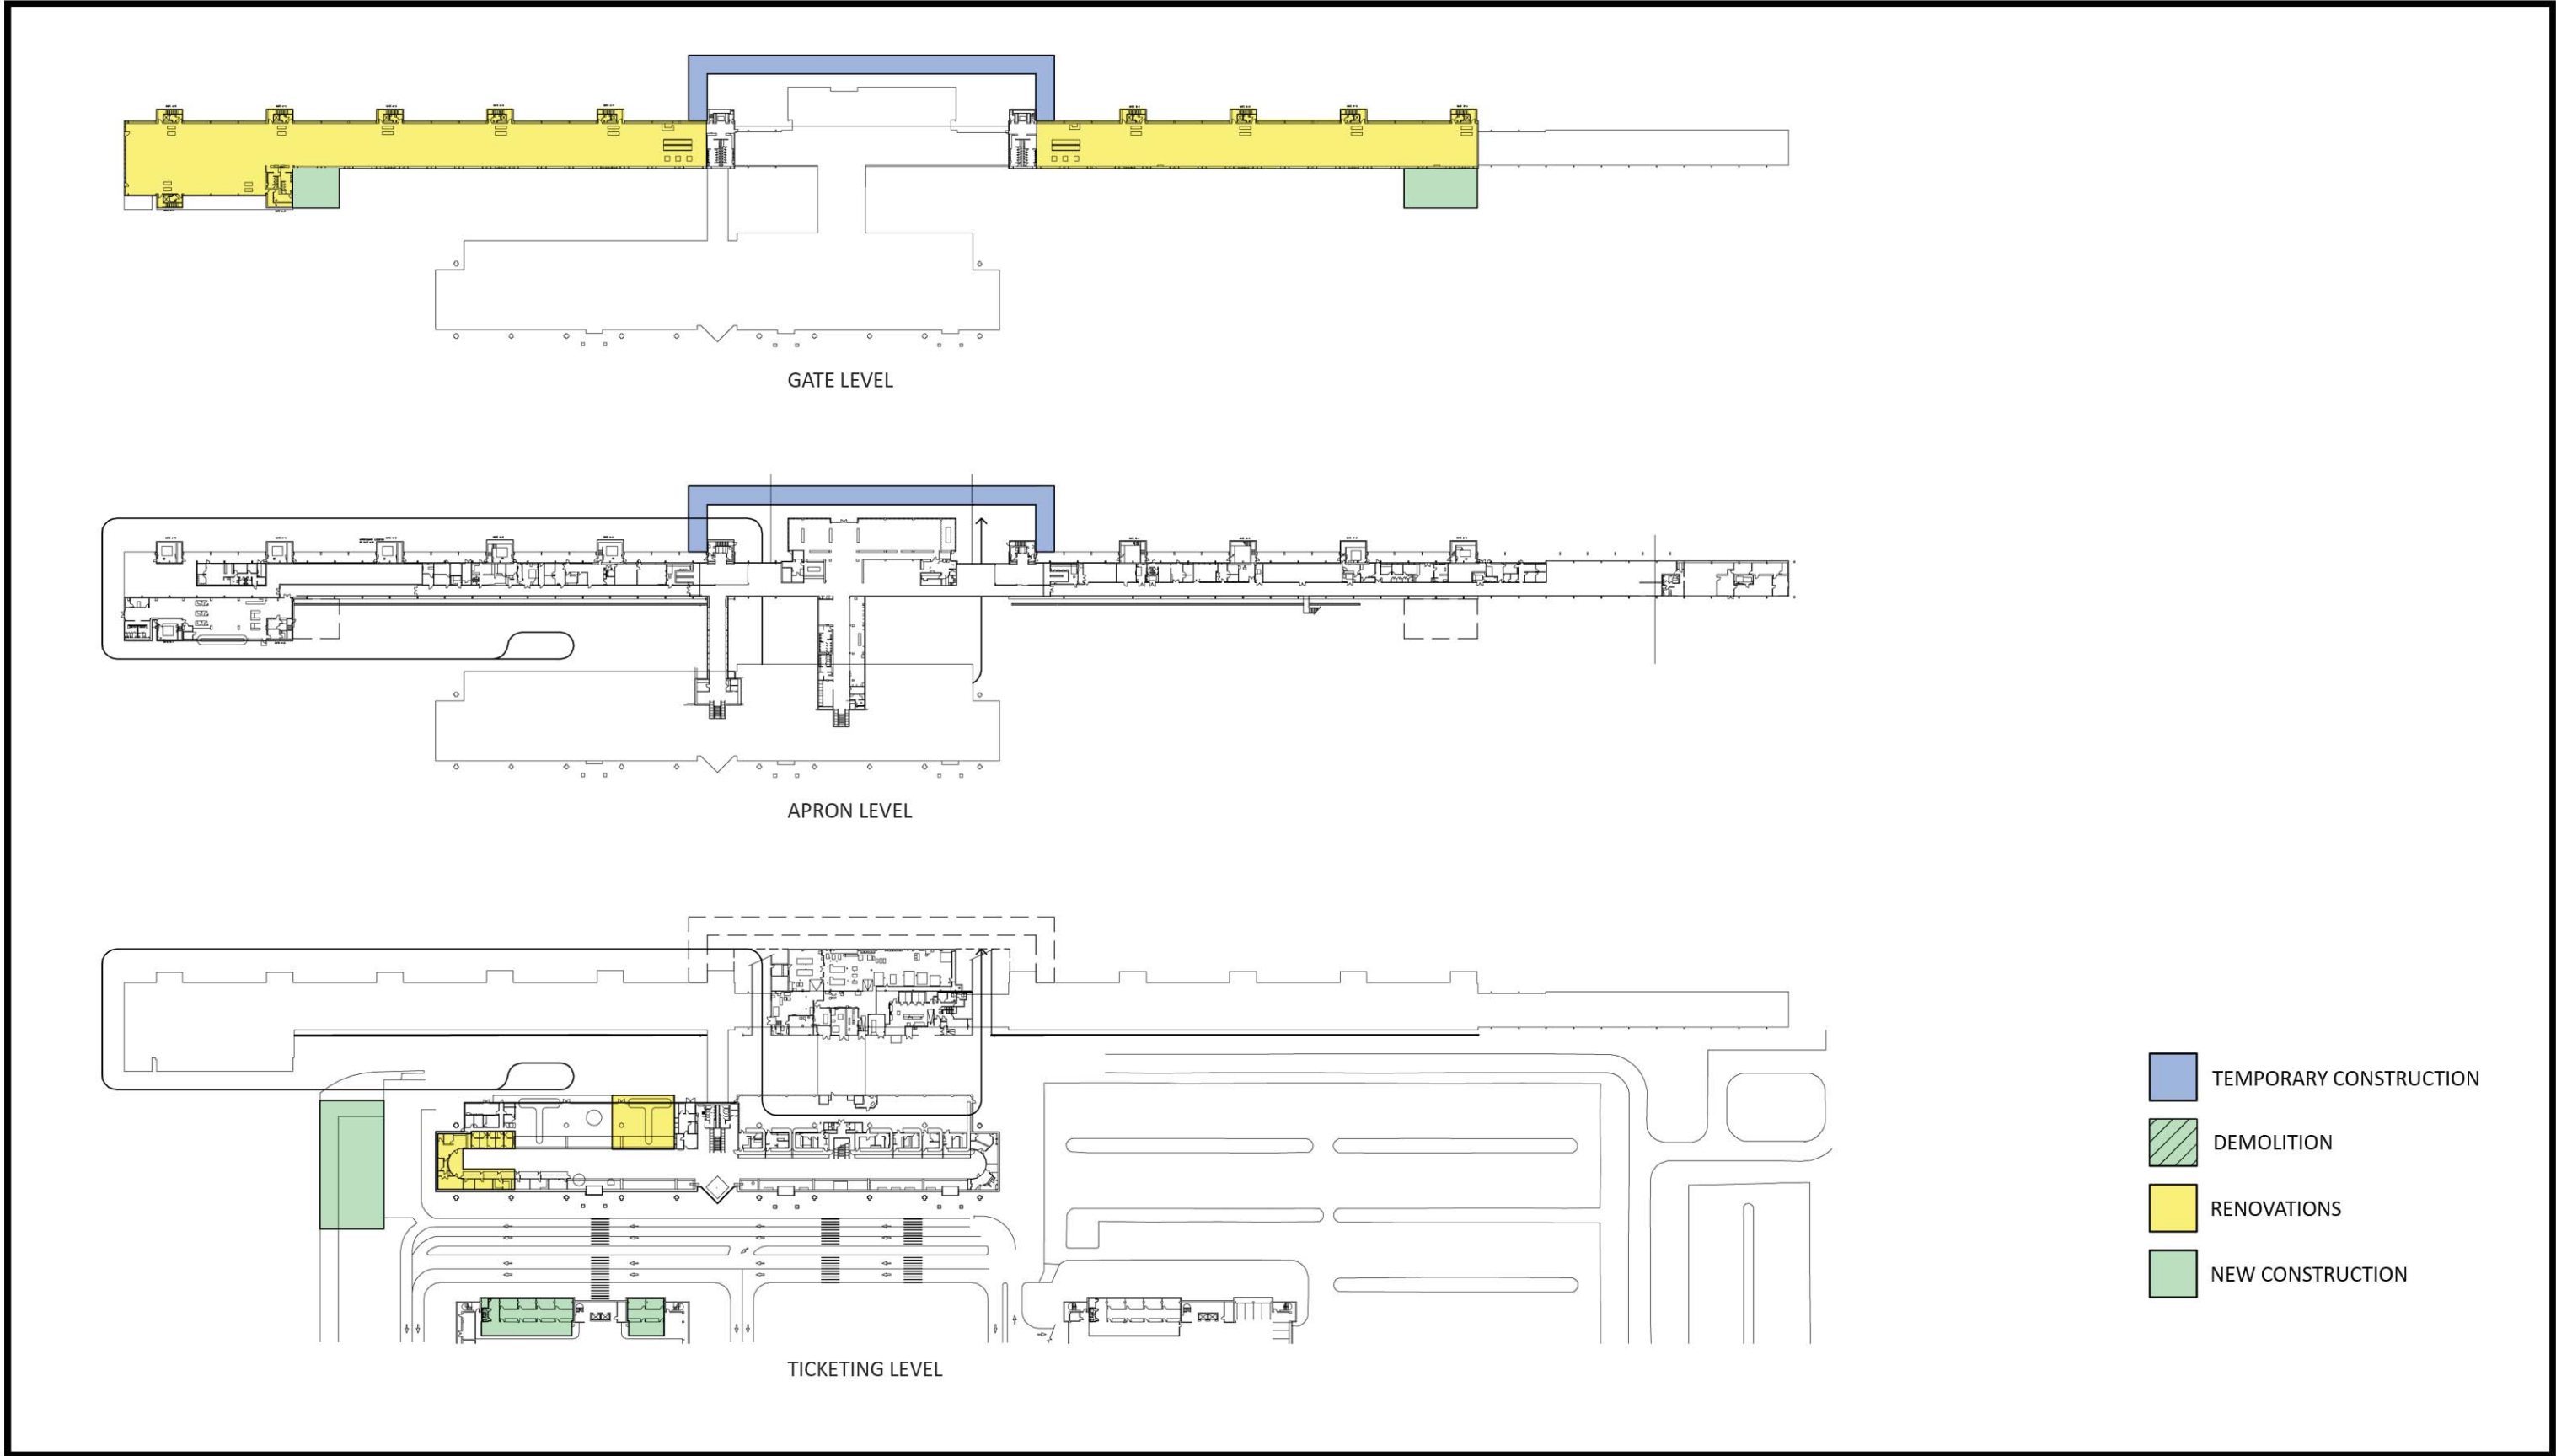 GATE LEVEL
APRON LEVEL
TICKETING LEVEL
TEMPORARY CONSTRUCTION
DEMOLITION
RENOVATIONS
NEW CONSTRUCTION